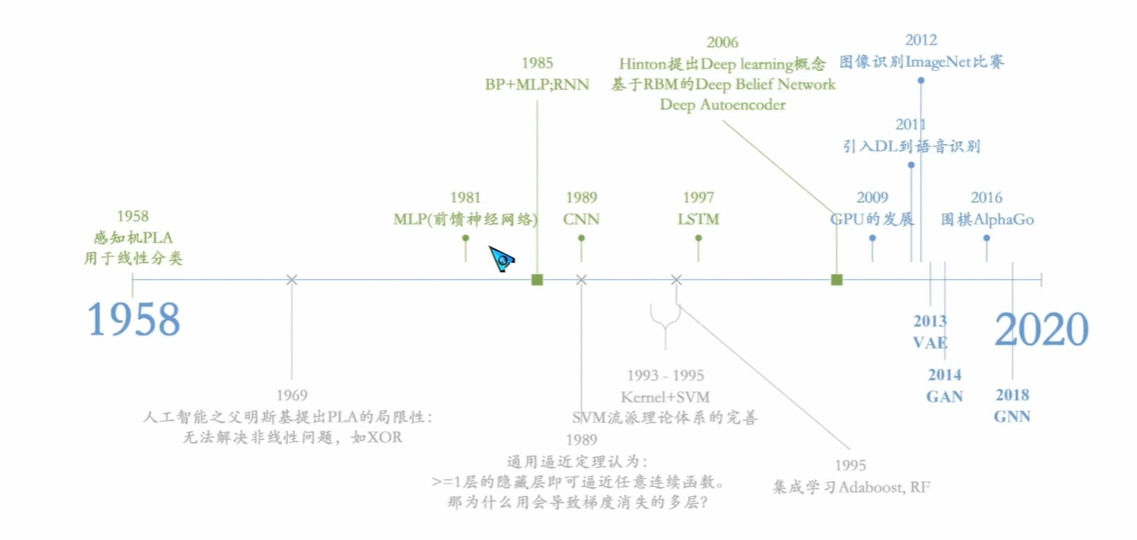 2006
Hinton提出Deep learning概念
基于RBM的Deep Belief Network
Deep Autoencoder
2012
图像识别ImageNet比赛
1985
BP+MLP;RNN
2011
引入DL到语音识别
1958
感知机PLA
用于线性分类
1981
MLP(前馈神经网络)
1989
CNN
1997
LSTM
2009
GPU的发展
2016
围棋AlphaGo
1958
2020
2013
VAE
2014
GAN
2018
GNN
1969
人工智能之父明斯基提出PLA的局限性：
无法解决非线性问题，如XOR
1993 - 1995
Kernel+SVM
SVM流派理论体系的完善
1989
通用逼近定理认为：
>=1层的隐藏层即可逼近任意连续函数。
那为什么用会导致梯度消失的多层？
1995
集成学习Adaboost, RF